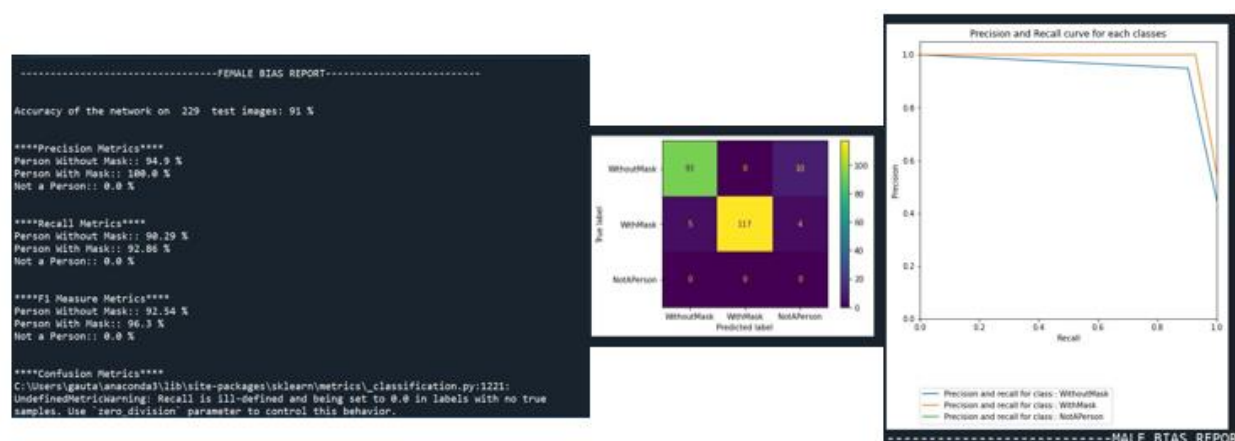 --------------------------------FEMALE BIAS REPORT--------------------------
Accuracy of the network on 229 test images: 91 %
****Precision Metrics****
Person Without Mask:: 94.9 %
Person With Mask:: 100.0 %
Not a Person:: 0.0 %
****Recall Metrics****
Person Without Mask:: 90.29 %
Person With Mask:: 92.86 %
Not a Person:: 0.0 %
****F1 Measure Metrics****
Person Without Mask:: 92.54 %
Person With Mask:: 96.3 %
Not a Person:: 0.0 %
****Confusion Metrics****
C:\Users\gauta\anaconda3\lib\site-packages\sklearn\metrics\_classification.py:1221:
UndefinedMetricWarning: Recall is ill-defined and being set to 0.0 in labels with no true
samples. Use `zero_division` parameter to control this behavior.
True label
WithoutMask
93 0 10
WithMask
5 117 4
NotAPerson
0 0 0
WithoutMask WithMask NotAPerson
Predicted label
100
80
60
40
20
0
Precision and Recall curve for each classes
Precision
1.0
0.8
0.6
0.4
0.2
0.0
0.0 0.2 0.4 0.6 0.8 1.0
Recall
Precision and recall for class : WithoutMask
Precision and recall for class : WithMask
Precision and recall for class : NotAPerson
--------------------------MALE BIAS REPOR